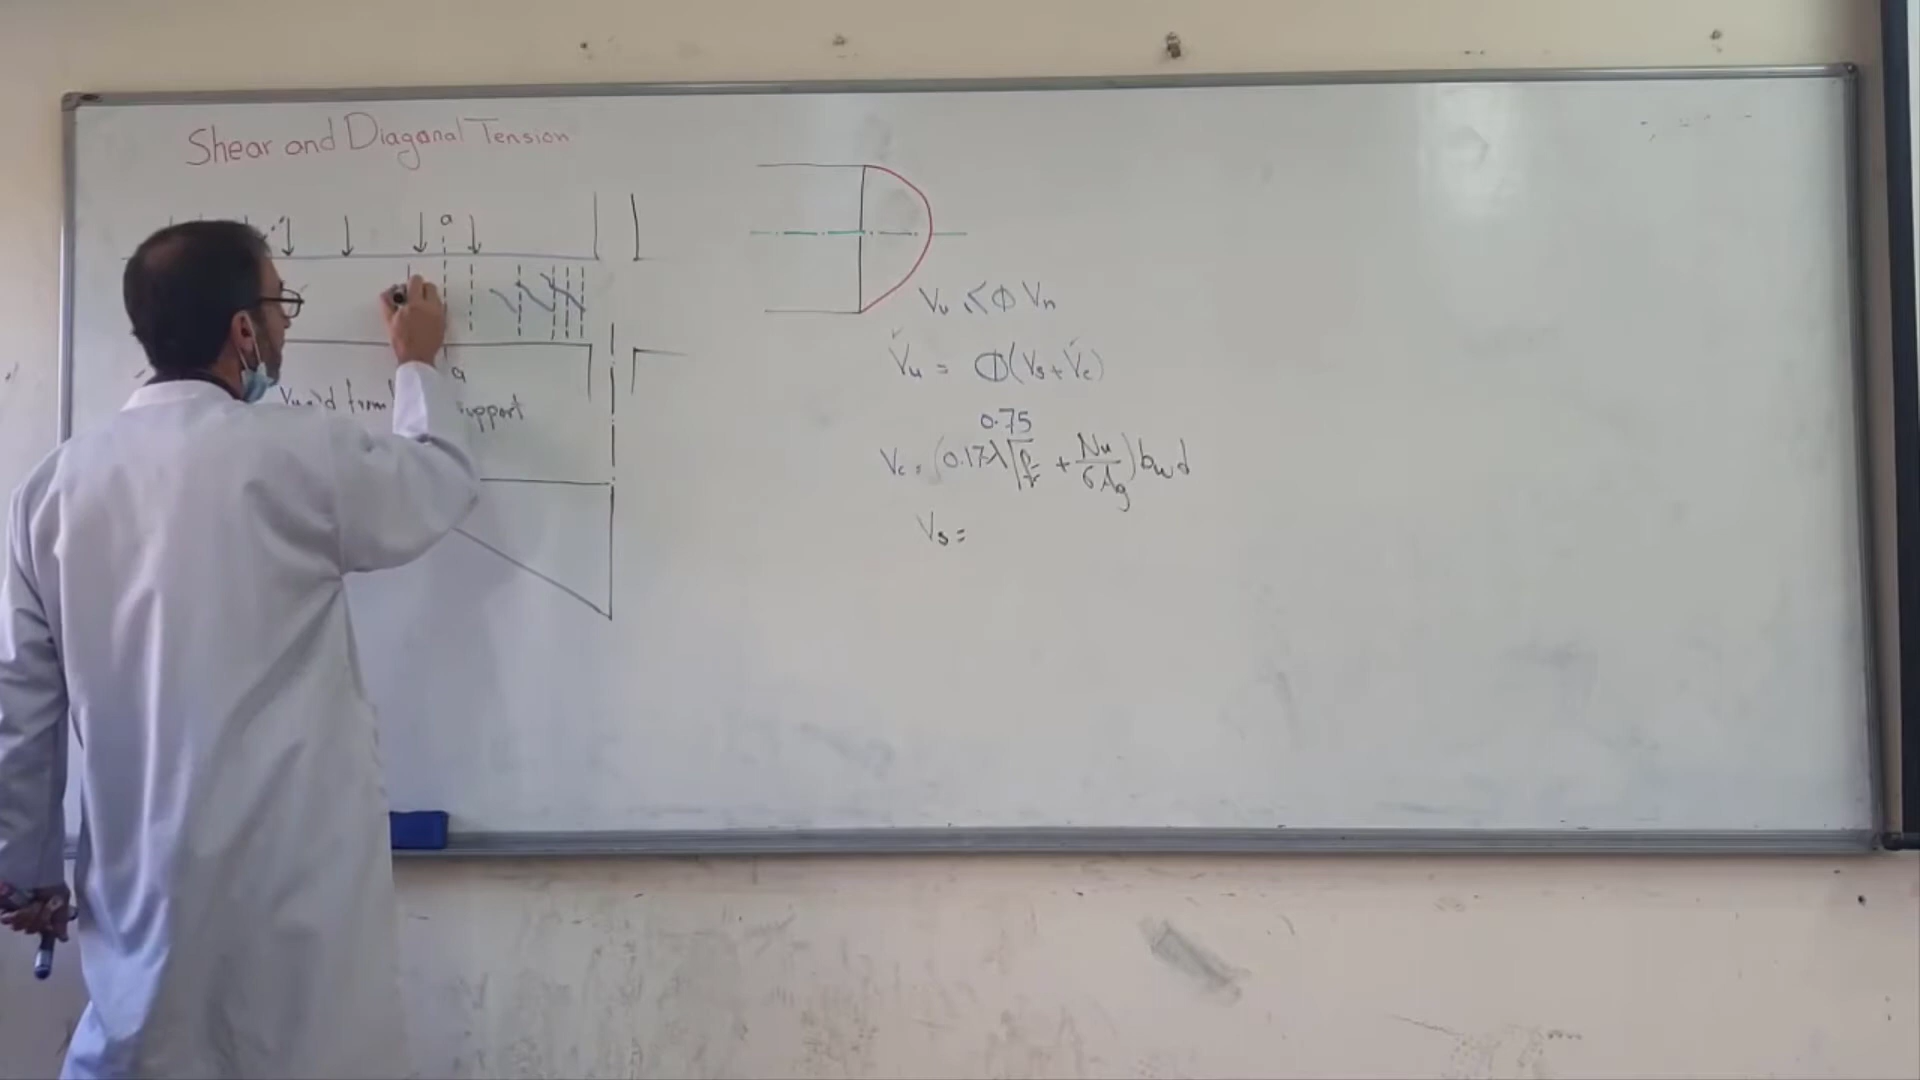 Shear and Diagonal Tension
a
a
Vu @ d from
support
Vu ≤ Φ Vn
Vu = Φ(Vs + Vc)
0.75
Vc = (0.17λ√fc' + Nu/6Ag) bw d
Vs =